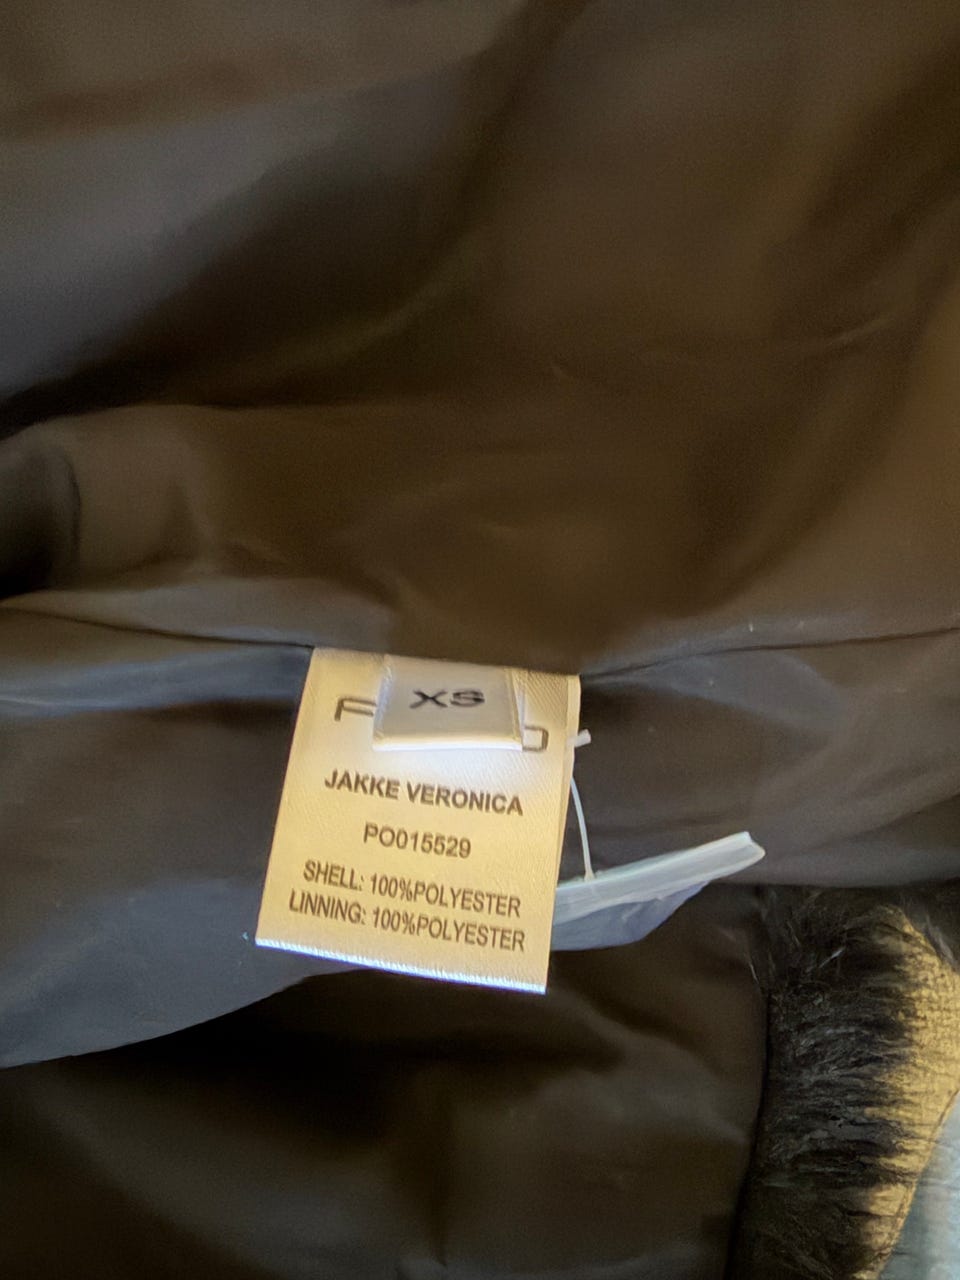 XS
JAKKE VERONICA
PO015529
SHELL: 100%POLYESTER
LINNING: 100%POLYESTER